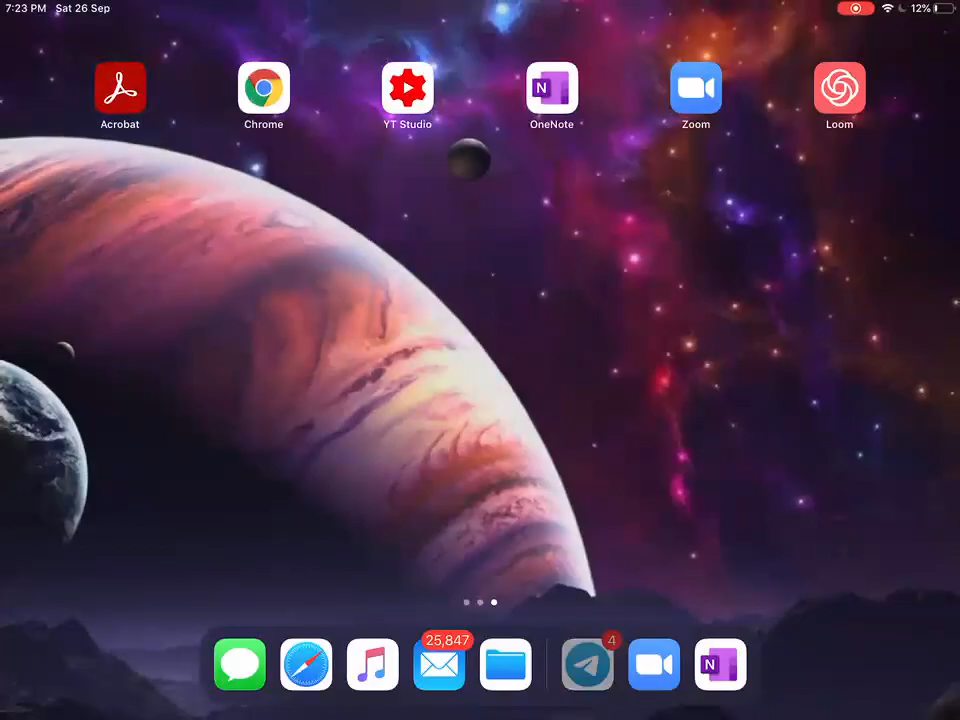 7:23 PM Sat 26 Sep 12%
Acrobat Chrome YT Studio OneNote Zoom Loom
25,847 4
N
N